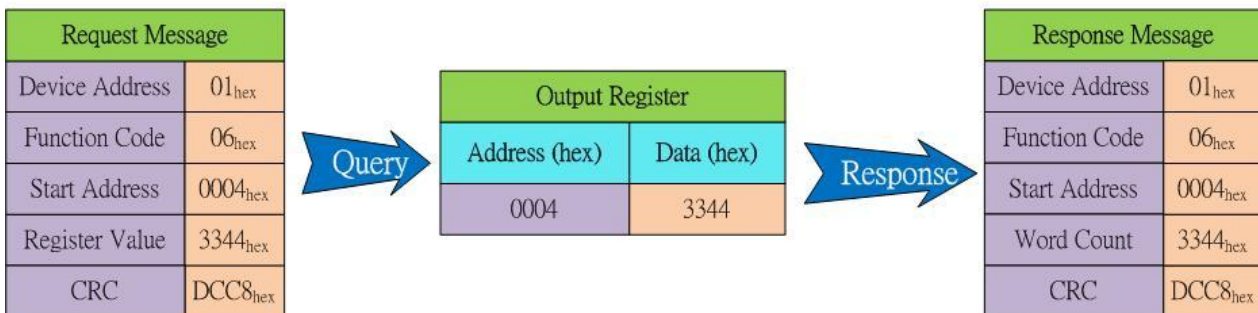 Request Message
Device Address 01hex
Function Code 06hex
Start Address 0004hex
Register Value 3344hex
CRC DCC8hex
Query
Output Register
Address (hex) Data (hex)
0004 3344
Response
Response Message
Device Address 01hex
Function Code 06hex
Start Address 0004hex
Word Count 3344hex
CRC DCC8hex